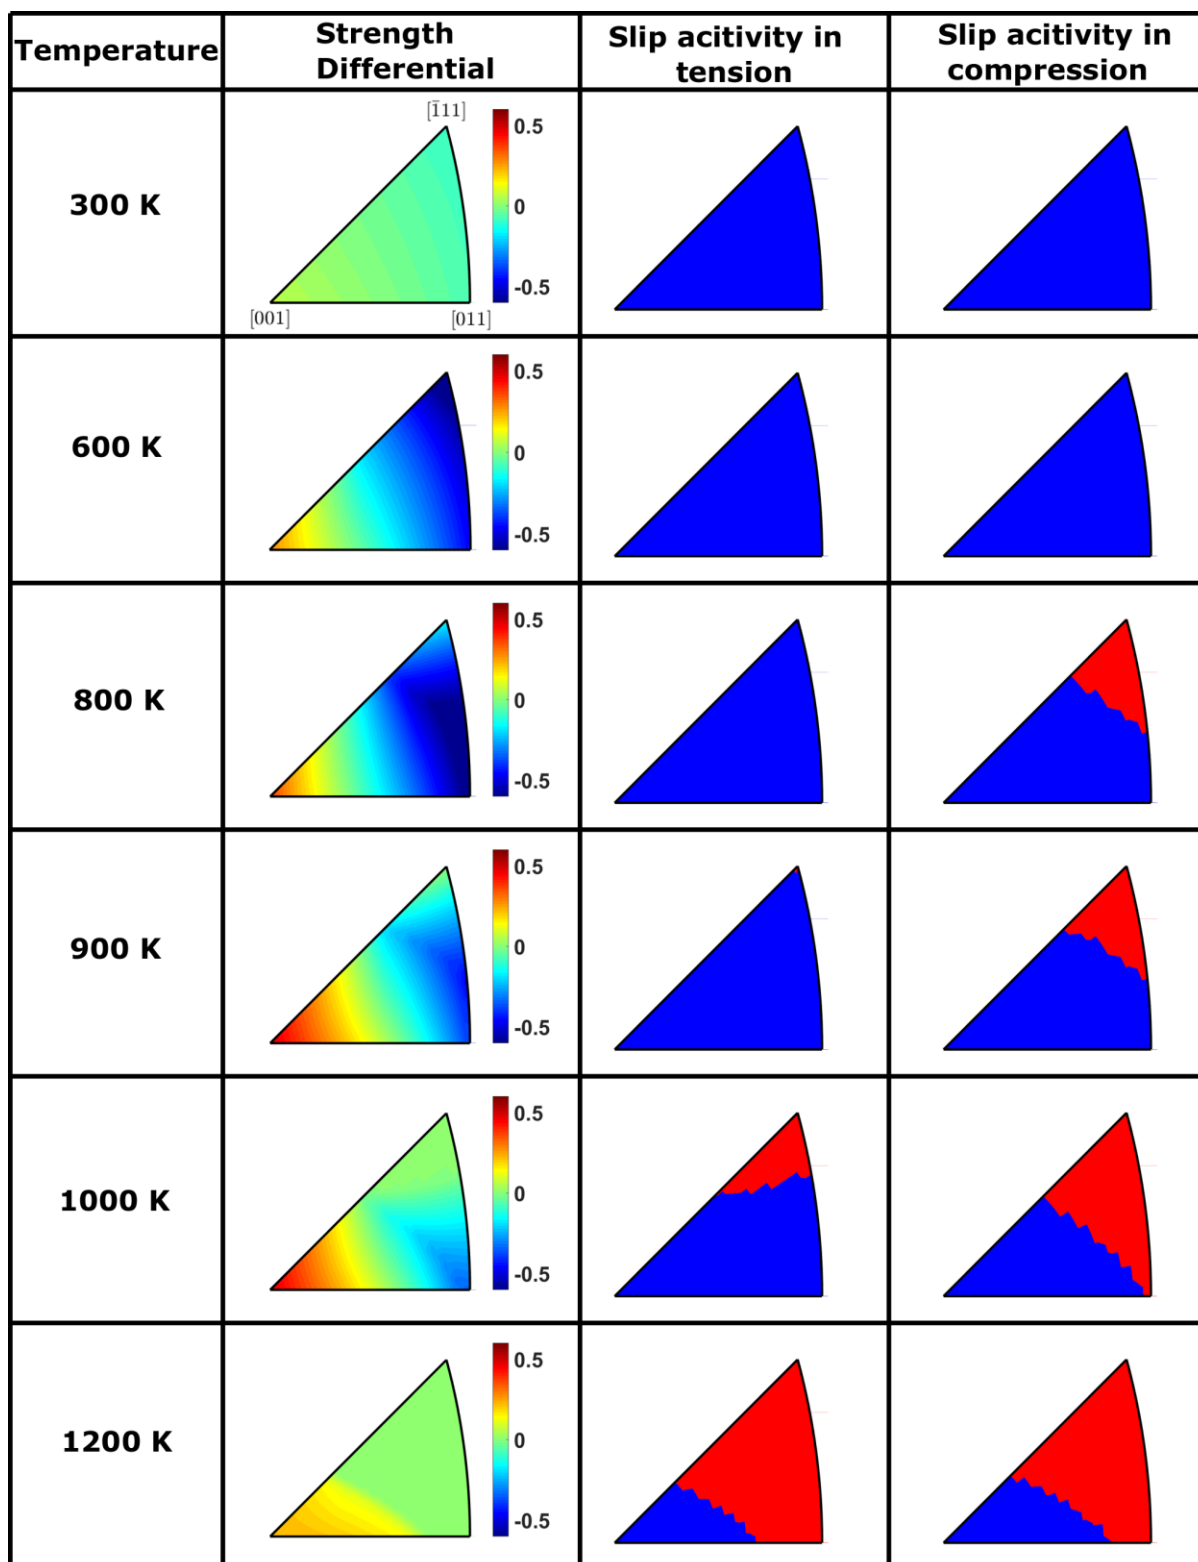 Temperature
Strength
Differential
Slip acitivity in
tension
Slip acitivity in
compression
300 K
[1̄11]
[001]
[011]
0.5
0
-0.5
600 K
0.5
0
-0.5
800 K
0.5
0
-0.5
900 K
0.5
0
-0.5
1000 K
0.5
0
-0.5
1200 K
0.5
0
-0.5